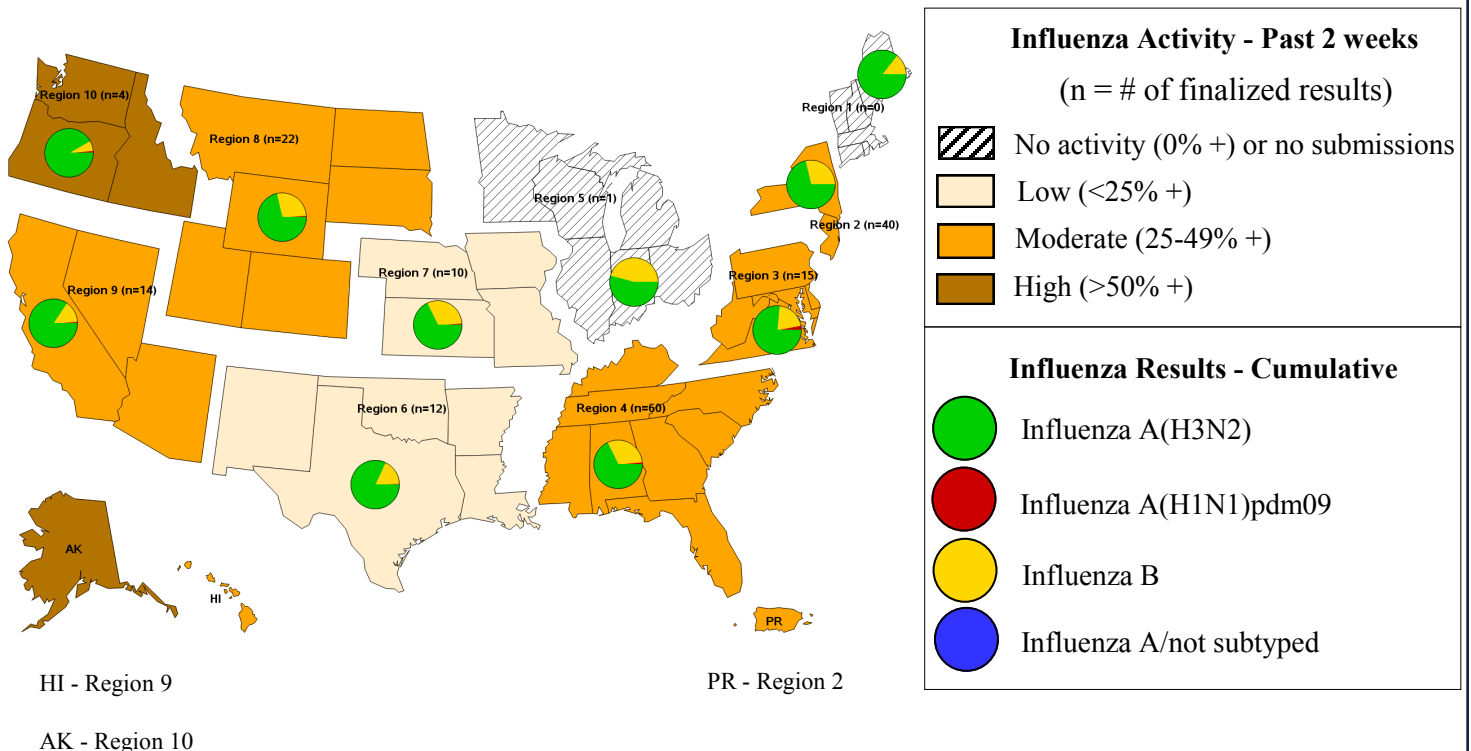 Region 10 (n=4)
Region 8 (n=22)
Region 1 (n=0)
Region 5 (n=1)
Region 2 (n=40)
Region 7 (n=10)
Region 3 (n=15)
Region 9 (n=14)
Region 6 (n=12)
Region 4 (n=60)
AK
HI
PR
HI - Region 9
PR - Region 2
AK - Region 10
Influenza Activity - Past 2 weeks
(n = # of finalized results)
No activity (0% +) or no submissions
Low (<25% +)
Moderate (25-49% +)
High (>50% +)
Influenza Results - Cumulative
Influenza A(H3N2)
Influenza A(H1N1)pdm09
Influenza B
Influenza A/not subtyped